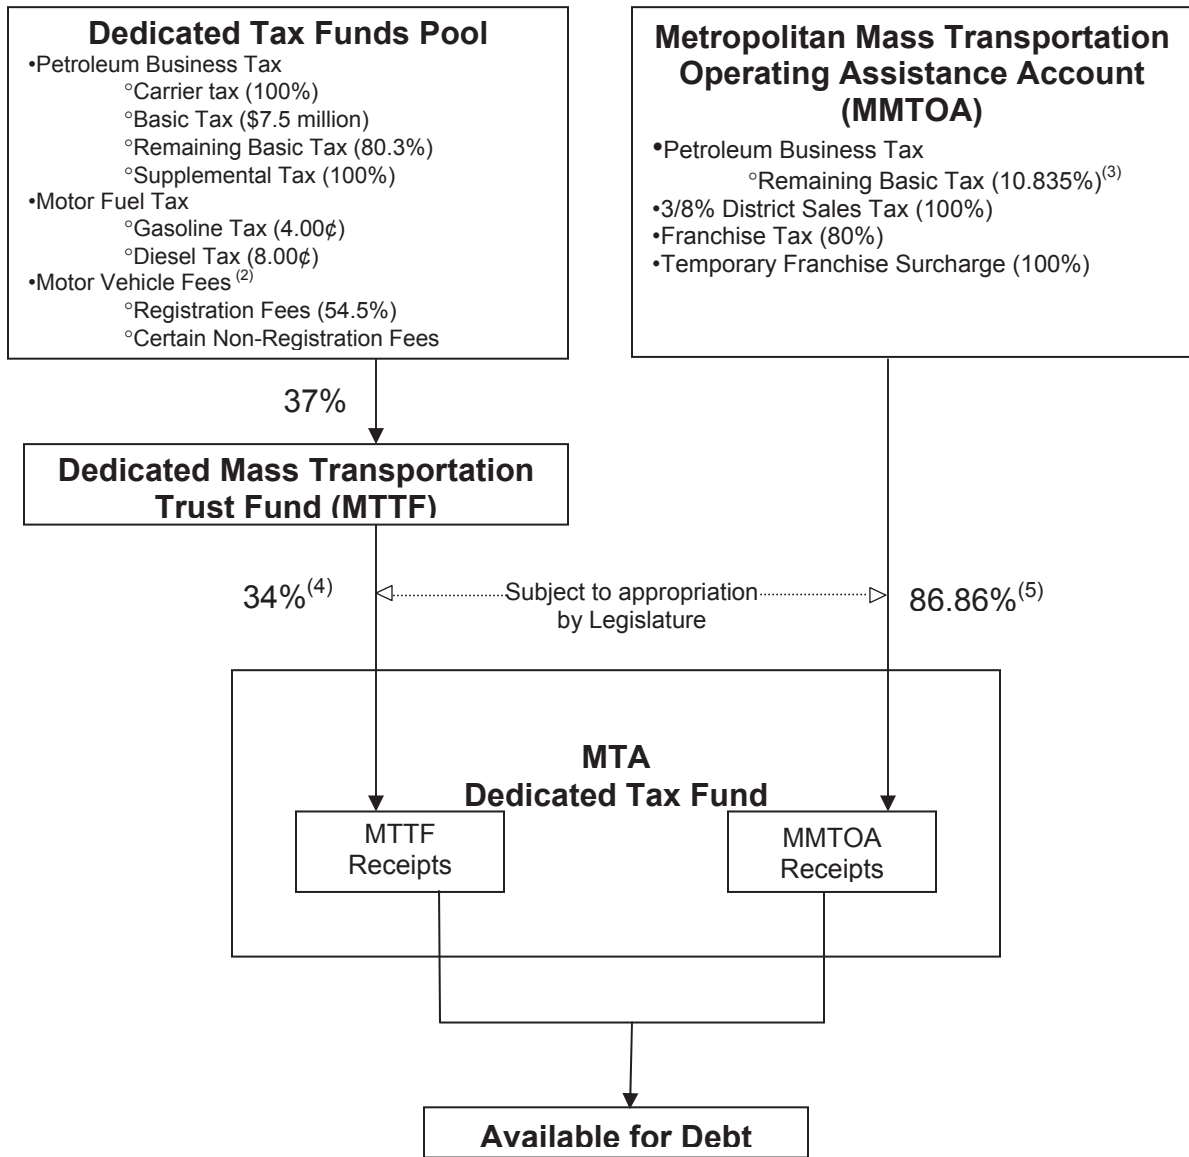 Dedicated Tax Funds Pool
•Petroleum Business Tax
°Carrier tax (100%)
°Basic Tax ($7.5 million)
°Remaining Basic Tax (80.3%)
°Supplemental Tax (100%)
•Motor Fuel Tax
°Gasoline Tax (4.00¢)
°Diesel Tax (8.00¢)
•Motor Vehicle Fees (2)
°Registration Fees (54.5%)
°Certain Non-Registration Fees
Metropolitan Mass Transportation
Operating Assistance Account
(MMTOA)
•Petroleum Business Tax
°Remaining Basic Tax (10.835%)(3)
•3/8% District Sales Tax (100%)
•Franchise Tax (80%)
•Temporary Franchise Surcharge (100%)
37%
Dedicated Mass Transportation
Trust Fund (MTTF)
34%(4)
Subject to appropriation
by Legislature
86.86%(5)
MTA
Dedicated Tax Fund
MTTF
Receipts
MMTOA
Receipts
Available for Debt